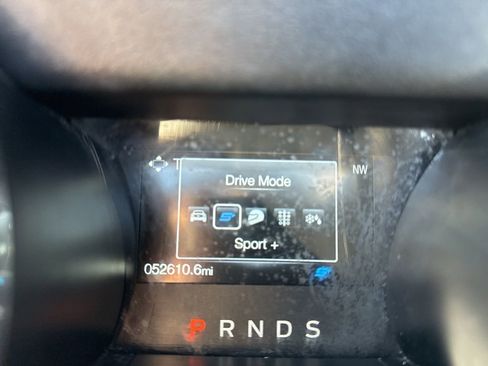 T
NW
Drive Mode
Sport +
052610.6mi
P R N D S